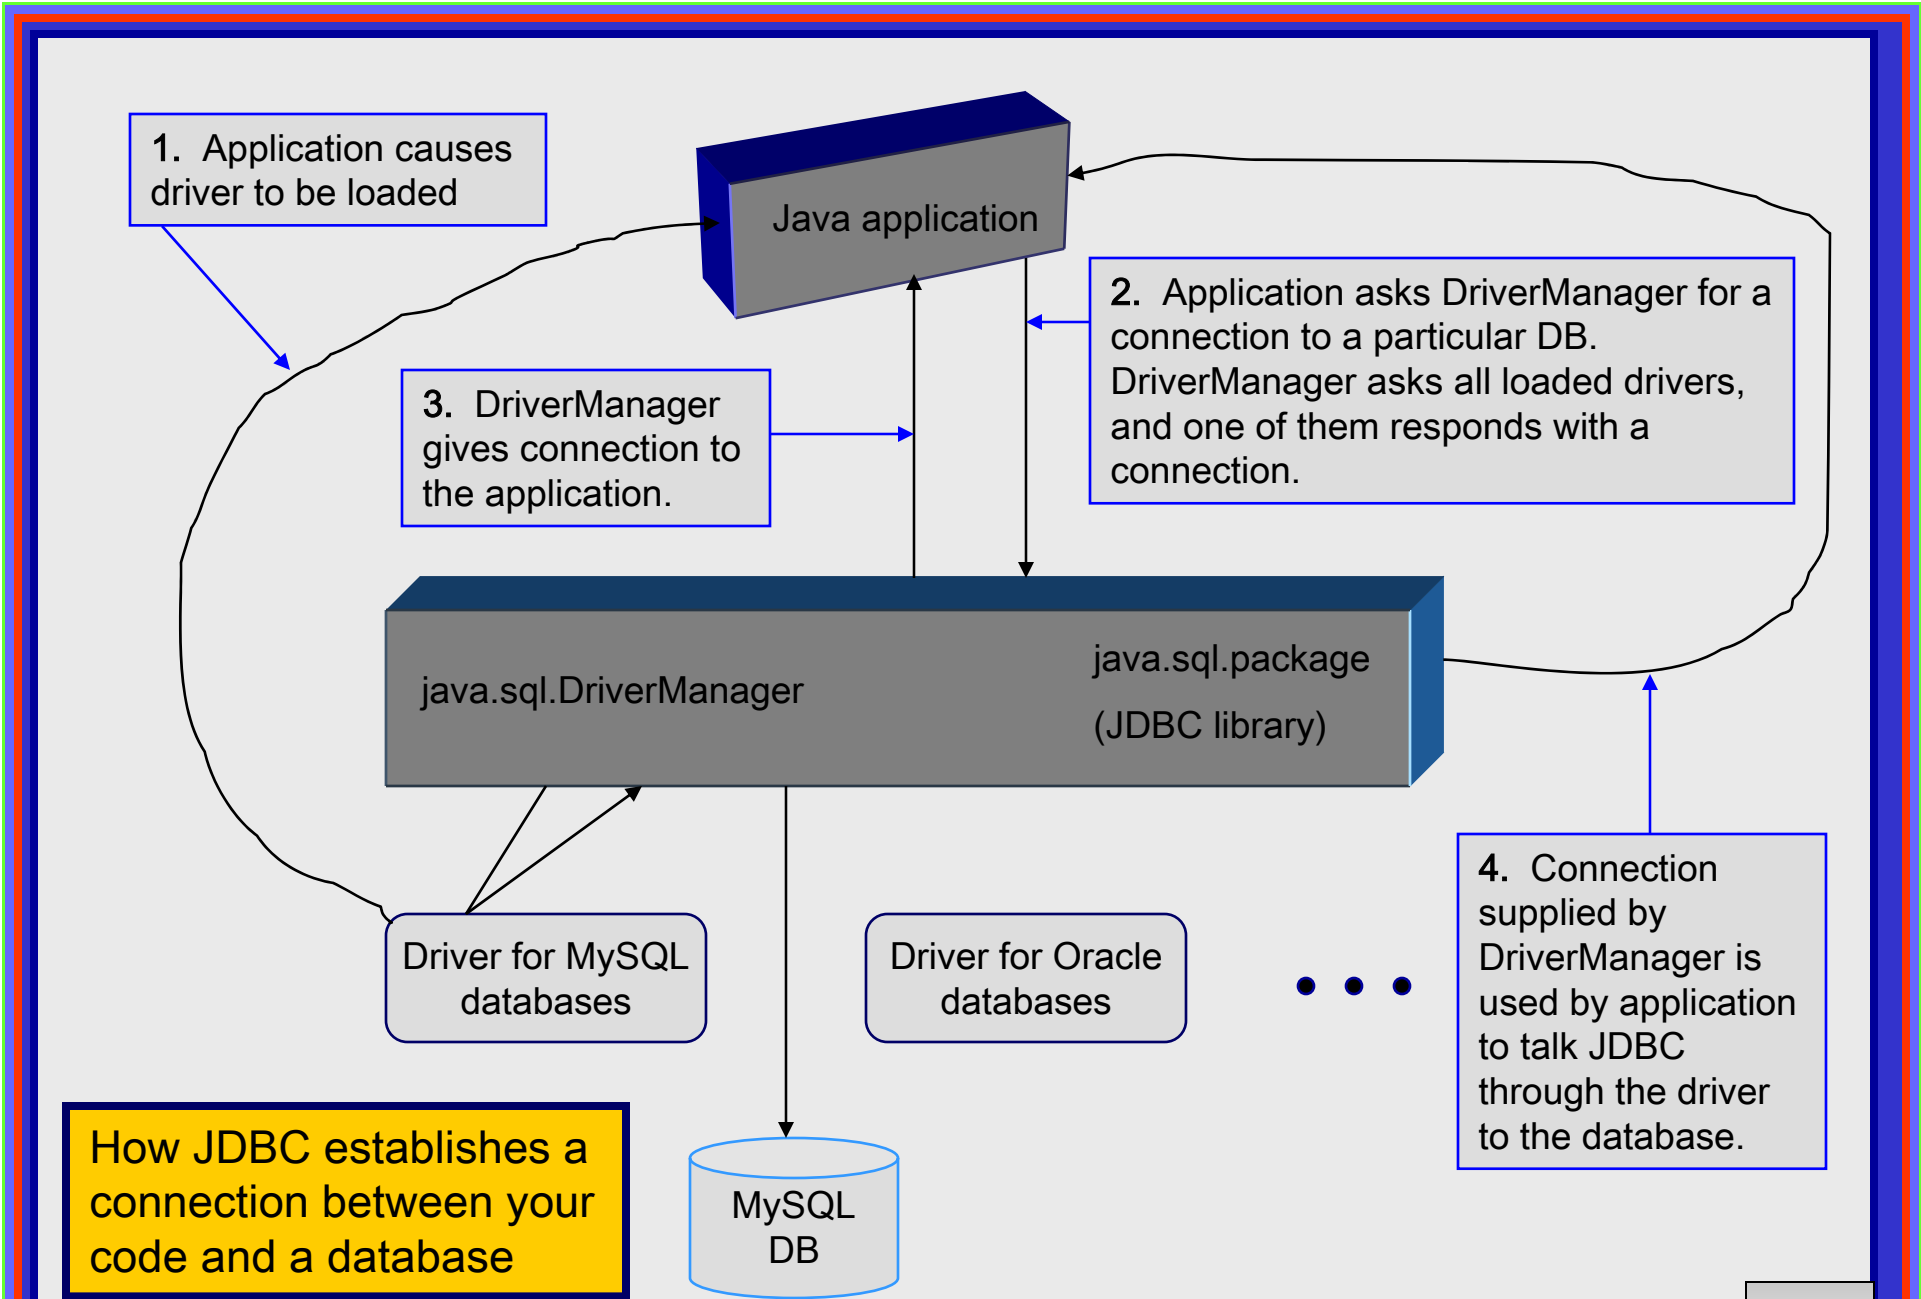 1. Application causes
driver to be loaded
Java application
2. Application asks DriverManager for a
connection to a particular DB.
DriverManager asks all loaded drivers,
and one of them responds with a
connection.
3. DriverManager
gives connection to
the application.
java.sql.DriverManager
java.sql.package
(JDBC library)
4. Connection
supplied by
DriverManager is
used by application
to talk JDBC
through the driver
to the database.
Driver for MySQL
databases
Driver for Oracle
databases
How JDBC establishes a
connection between your
code and a database
MySQL
DB